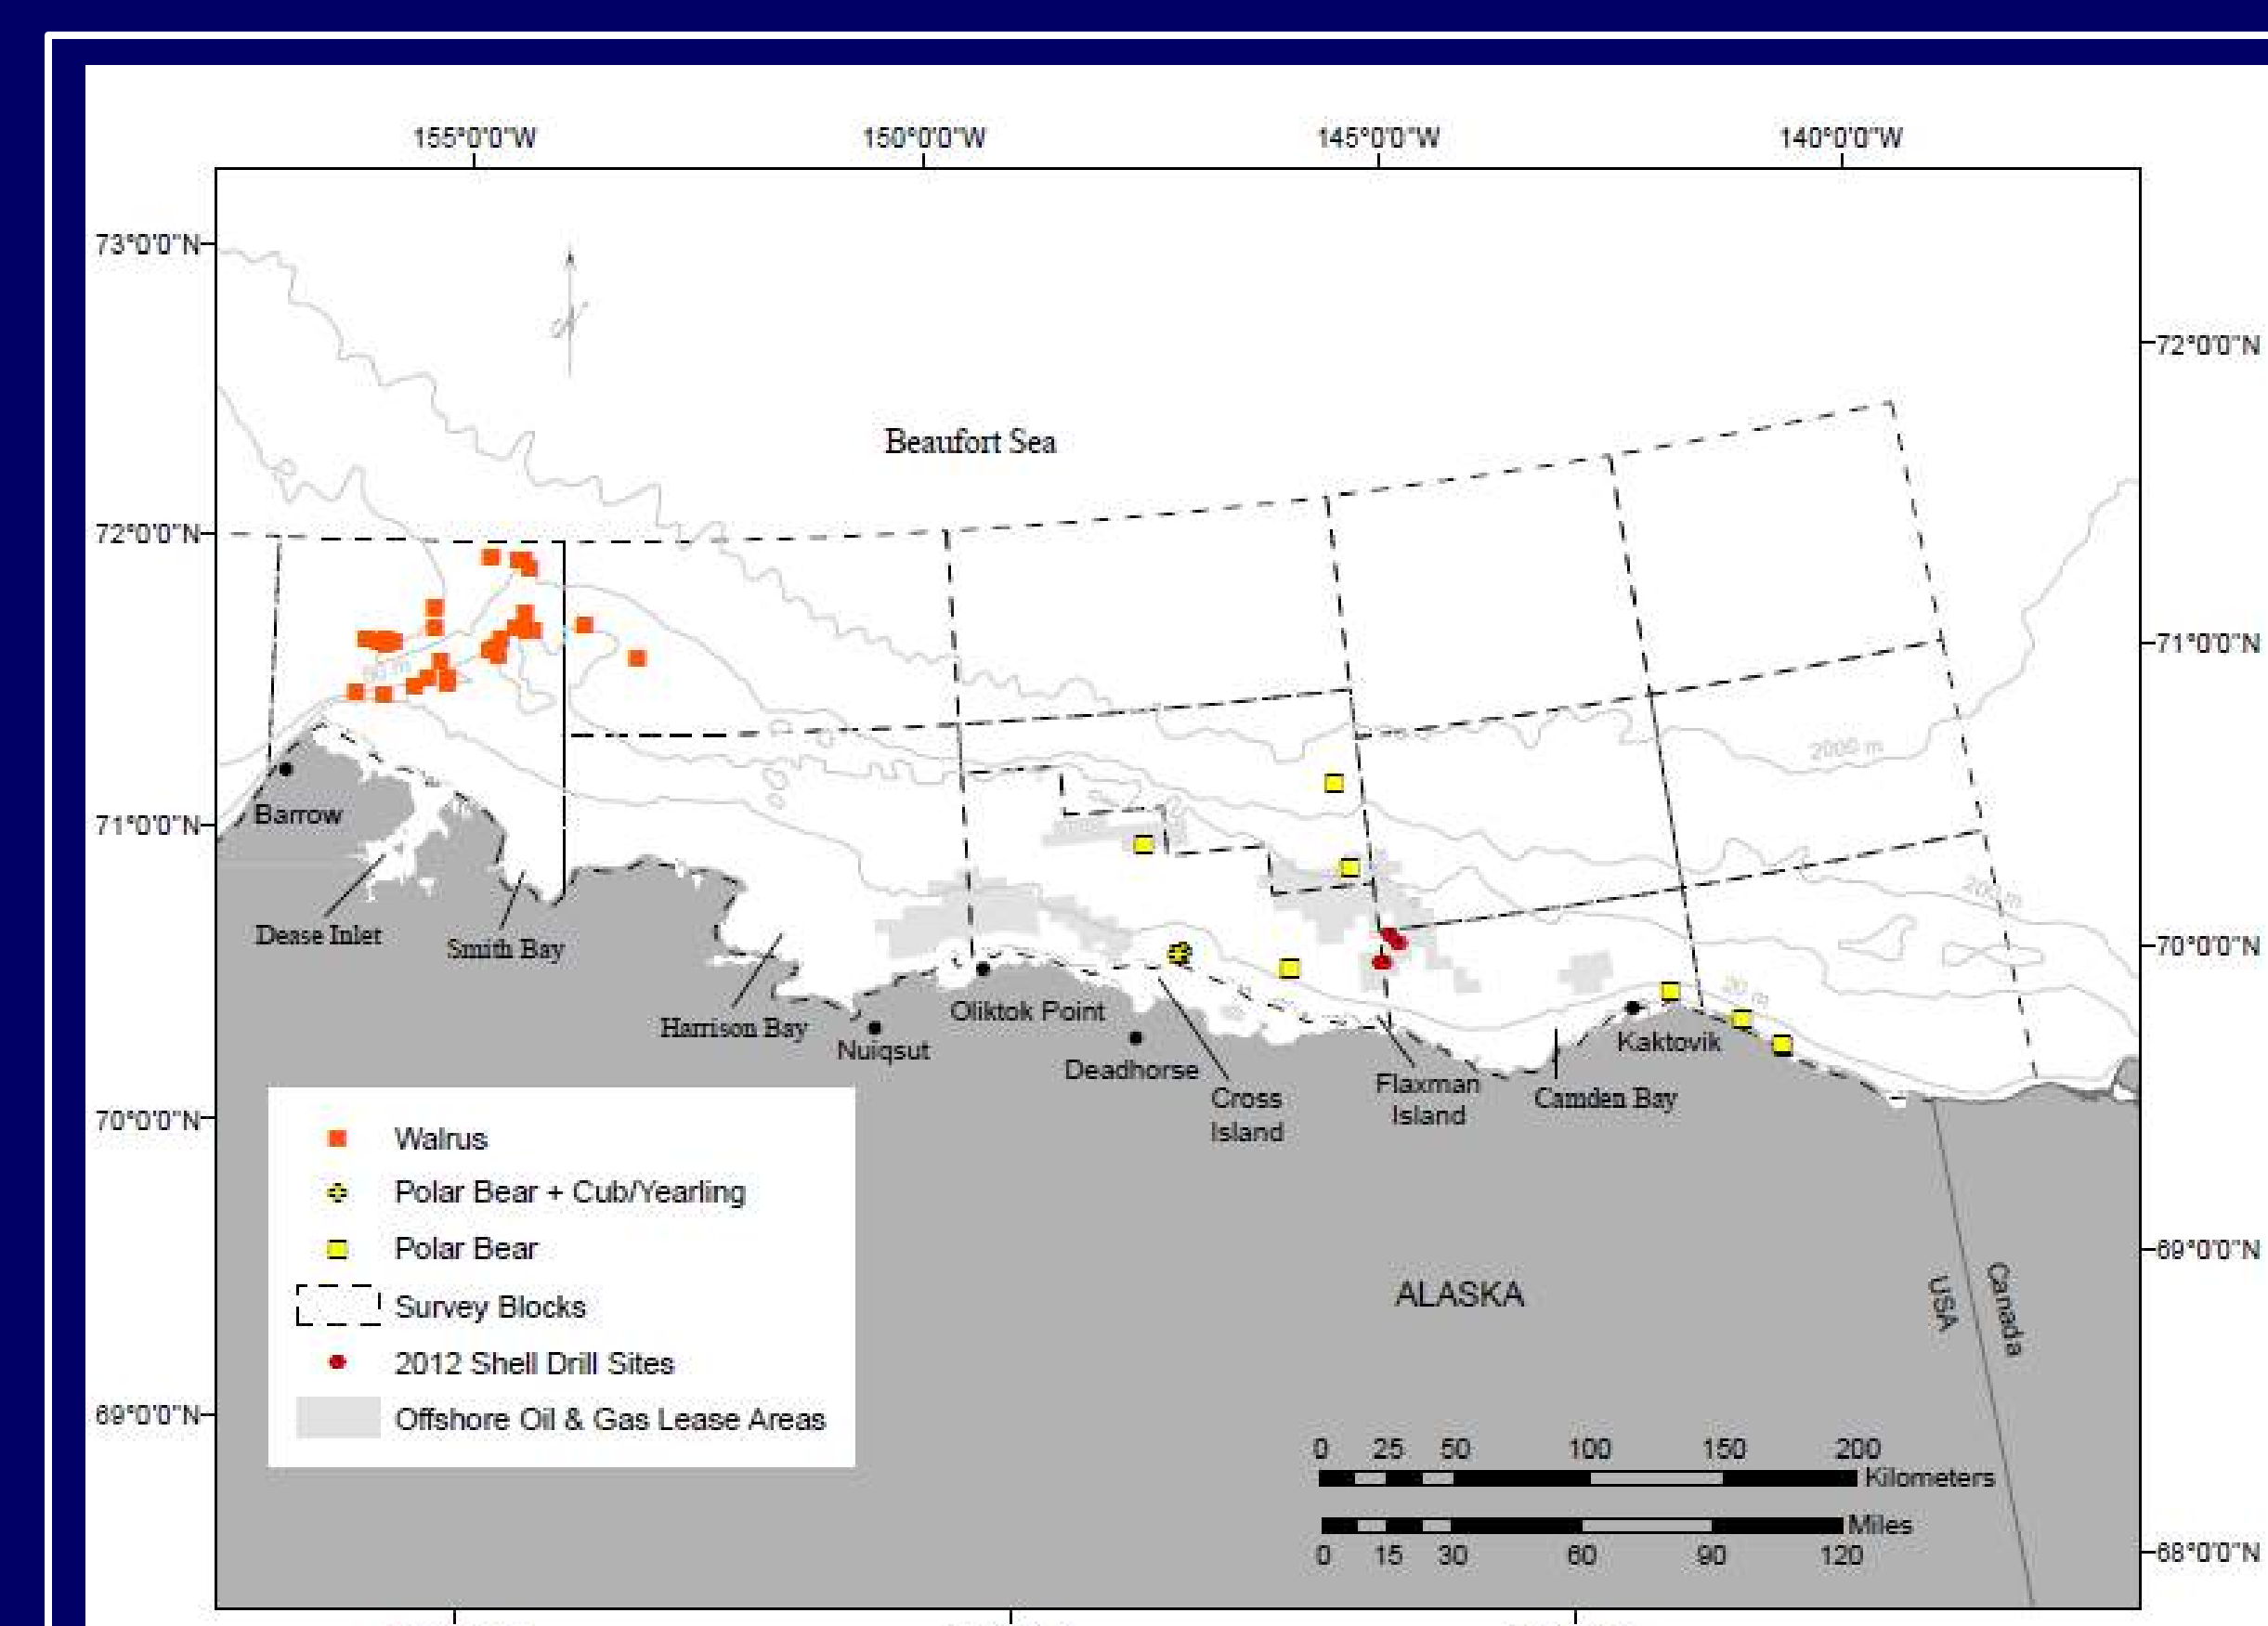 155°0'0"W 150°0'0"W 145°0'0"W 140°0'0"W
73°0'0"N
72°0'0"N
Beaufort Sea
72°0'0"N
71°0'0"N
50 m
2000 m
Barrow
71°0'0"N
200 m
Dease Inlet
Smith Bay
70°0'0"N
20 m
Harrison Bay
Oliktok Point
Nuiqsut
Kaktovik
Deadhorse
Cross
Island
Flaxman
Island
Camden Bay
70°0'0"N
Walrus
Polar Bear + Cub/Yearling
Polar Bear
Survey Blocks
2012 Shell Drill Sites
Offshore Oil & Gas Lease Areas
69°0'0"N
ALASKA
USA
Canada
69°0'0"N
0 25 50 100 150 200
Kilometers
Miles
0 15 30 60 90 120
68°0'0"N